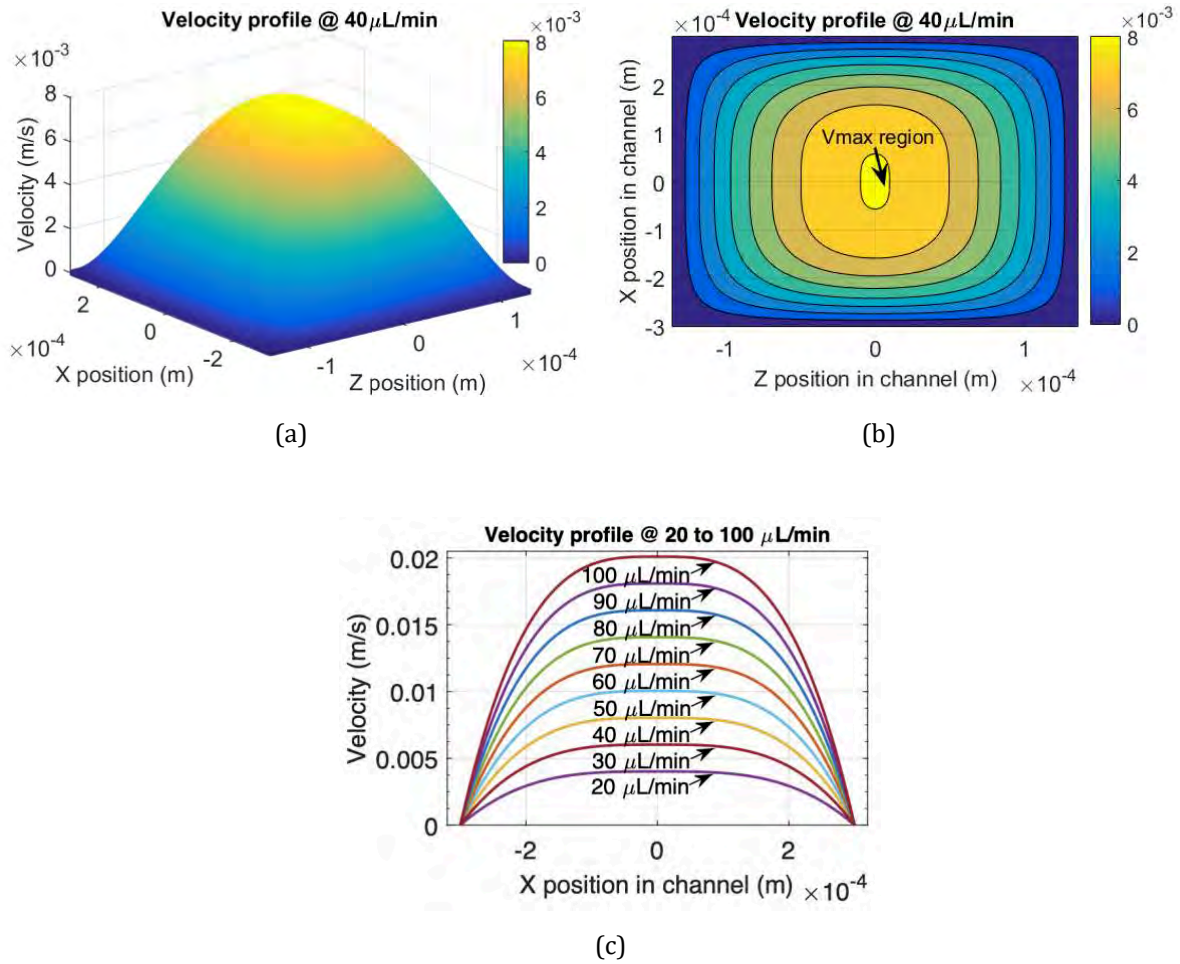 Velocity profile @ 40 μL/min
×10⁻³
×10⁻³
8
6
4
2
0
Velocity (m/s)
8
6
4
2
0
2
0
-2
×10⁻⁴
X position (m)
-1
0
1
×10⁻⁴
Z position (m)
(a)
×10⁻⁴
Velocity profile @ 40 μL/min
×10⁻³
2
1
0
-1
-2
-3
X position in channel (m)
Vmax region
8
6
4
2
0
-1
0
1
Z position in channel (m)
×10⁻⁴
(b)
Velocity profile @ 20 to 100 μL/min
0.02
0.015
0.01
0.005
0
Velocity (m/s)
100 μL/min
90 μL/min
80 μL/min
70 μL/min
60 μL/min
50 μL/min
40 μL/min
30 μL/min
20 μL/min
-2
0
2
X position in channel (m)
×10⁻⁴
(c)